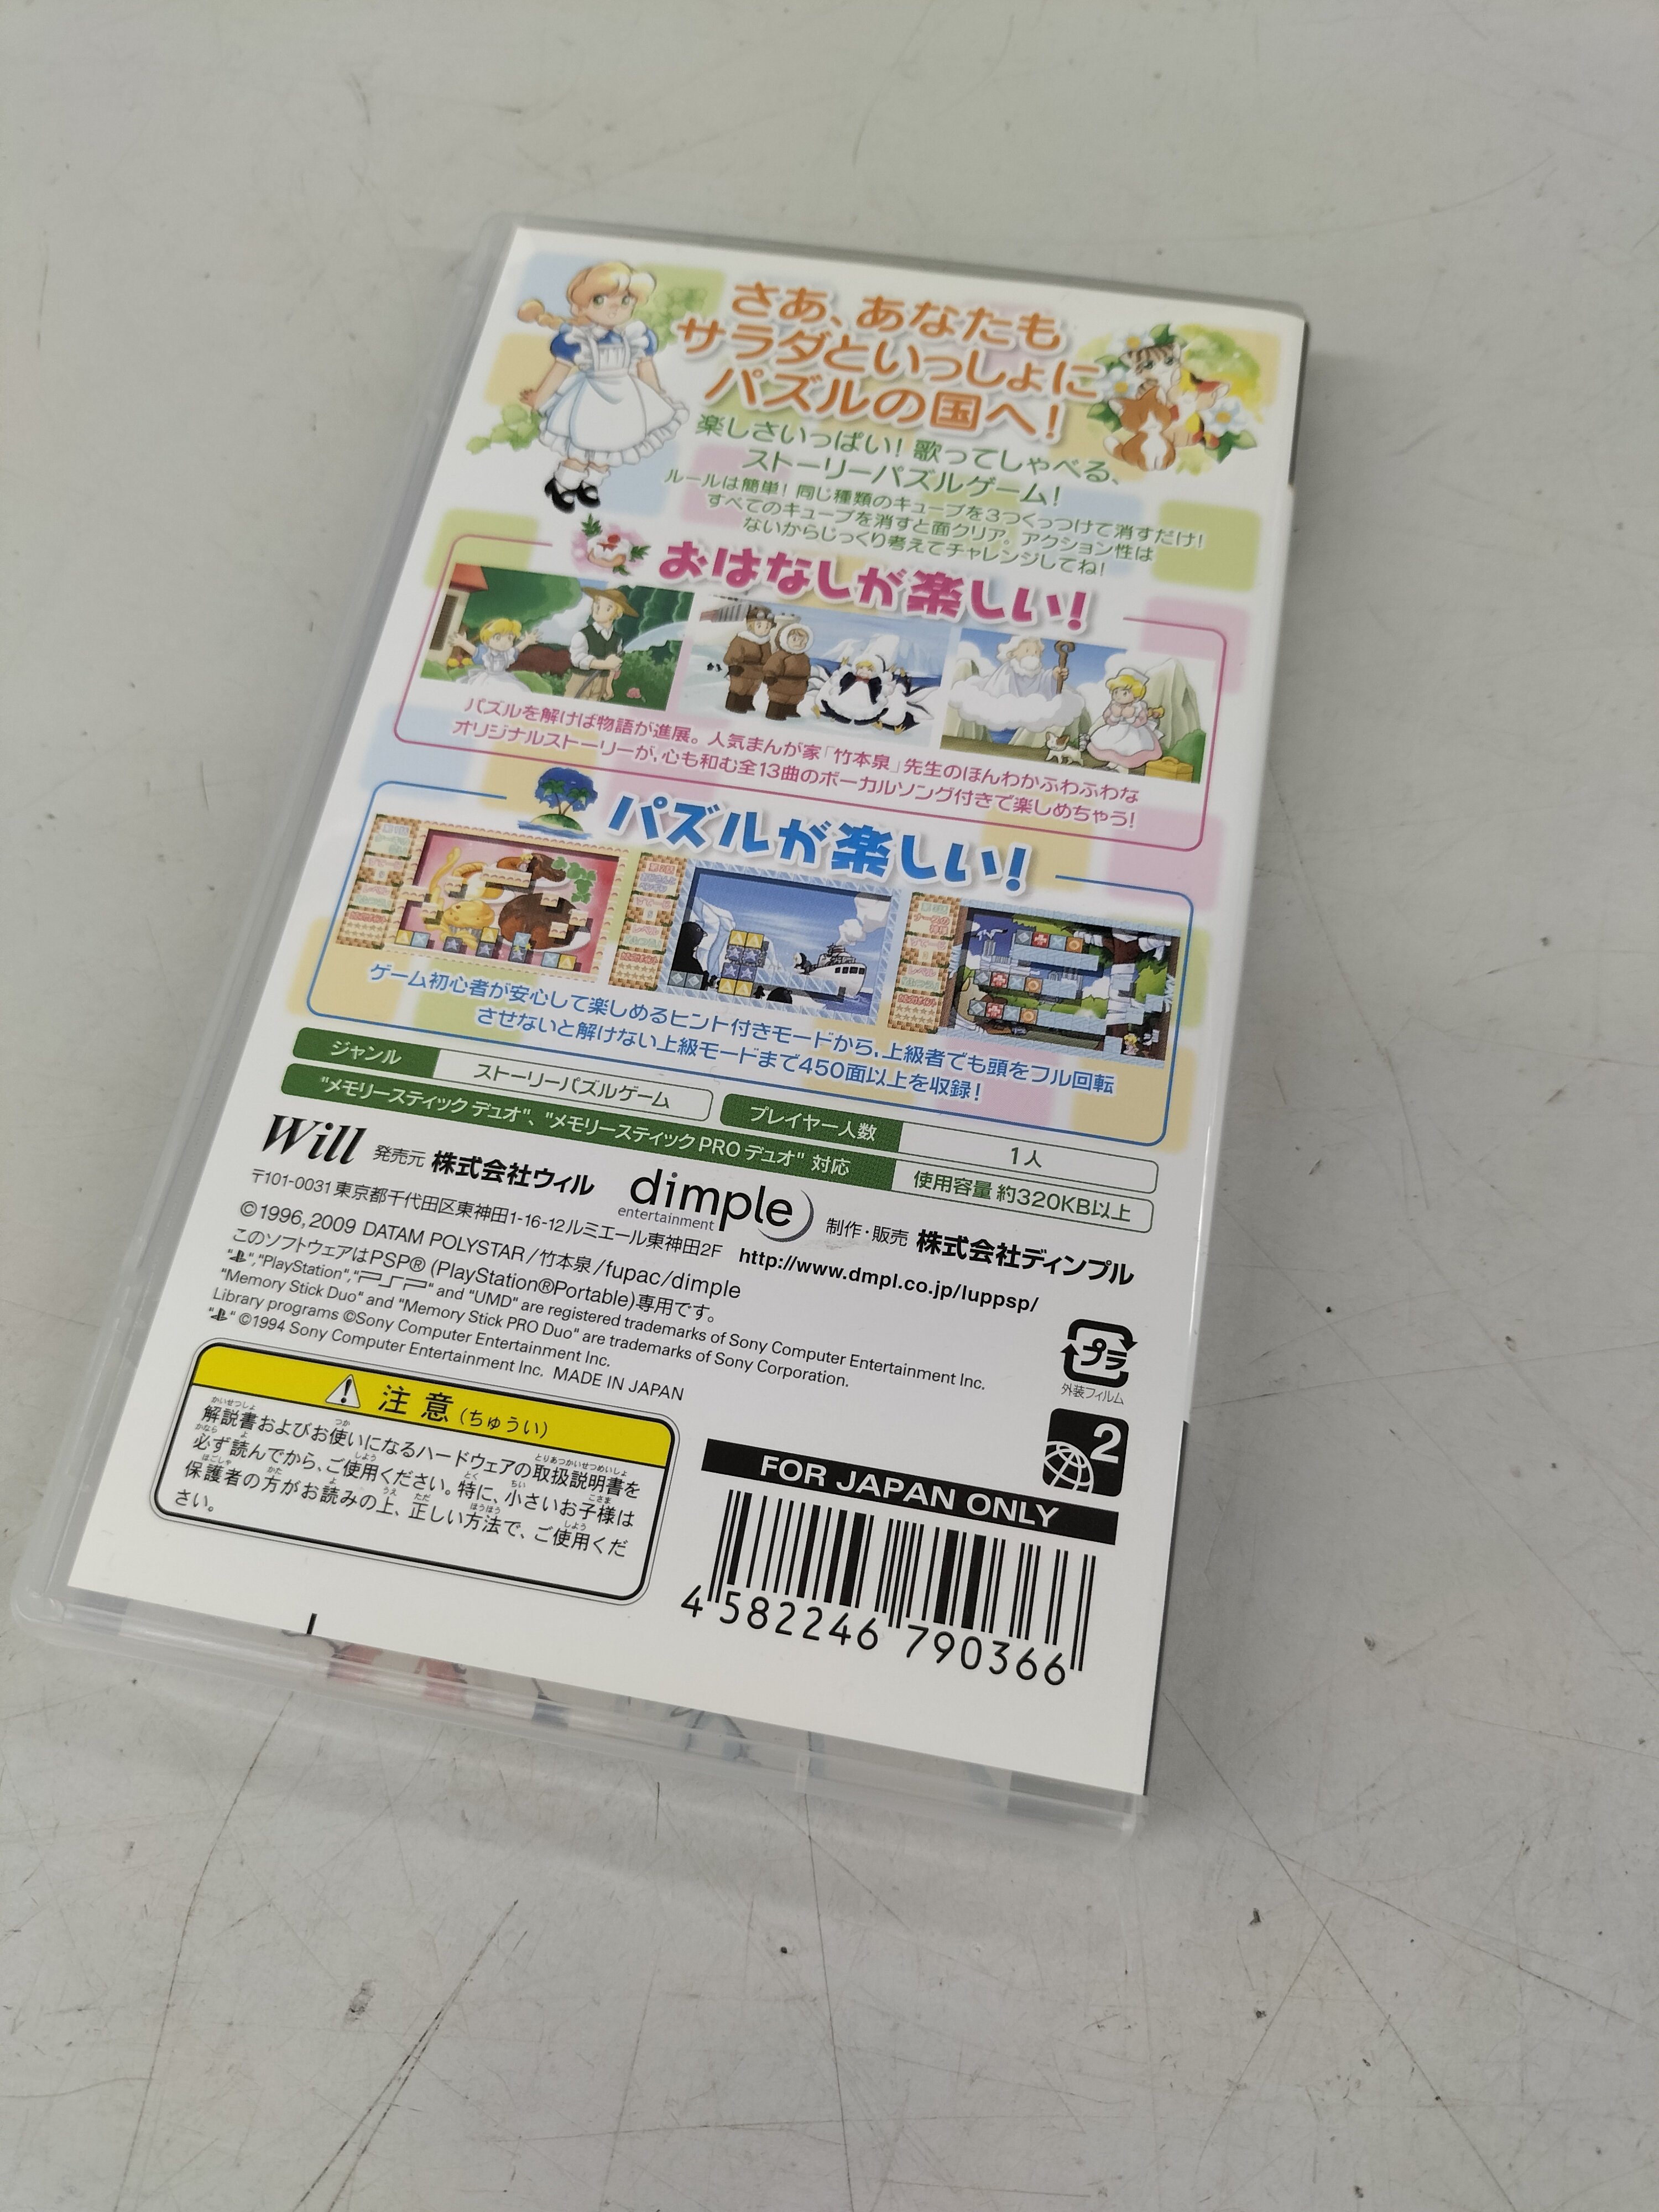 さあ、あなたも
サラダといっしょに
パズルの国へ!
楽しさいっぱい!歌ってしゃべる、
ストーリーパズルゲーム!
ルールは簡単!同じ種類のキューブを3つくっつけて消すだけ!
すべてのキューブを消すと面クリア。アクション性は
ないからじっくり考えてチャレンジしてね!
おはなしが楽しい!
パズルを解けば物語が進展。人気まんが家「竹本泉」先生のほんわかふわふわな
オリジナルストーリーが、心も和む全13曲のボーカルソング付きで楽しめちゃう!
パズルが楽しい!
ゲーム初心者が安心して楽しめるヒント付きモードから、上級者でも頭をフル回転
させないと解けない上級モードまで450面以上を収録!
ジャンル ストーリーパズルゲーム プレイヤー人数 1人
"メモリースティック デュオ"、"メモリースティック PRO デュオ" 対応 使用容量 約320KB以上
Will 発売元 株式会社ウィル dimple entertainment 制作・販売 株式会社ディンプル
〒101-0031 東京都千代田区東神田1-16-12ルミエール東神田2F http://www.dmpl.co.jp/luppsp/
©1996, 2009 DATAM POLYSTAR/竹本泉/fupac/dimple
このソフトウェアはPSP® (PlayStation®Portable)専用です。
"PS", "PlayStation", "PSP" and "UMD" are registered trademarks of Sony Computer Entertainment Inc.
"Memory Stick Duo" and "Memory Stick PRO Duo" are trademarks of Sony Corporation.
Library programs ©Sony Computer Entertainment Inc.
"PS" ©1994 Sony Computer Entertainment Inc. MADE IN JAPAN
プラ
外装フィルム
2
注意(ちゅうい)
解説書およびお使いになるハードウェアの取扱説明書を
必ず読んでから、ご使用ください。特に、小さいお子様は
保護者の方がお読みの上、正しい方法で、ご使用くだ
さい。
FOR JAPAN ONLY
4 582246 790366